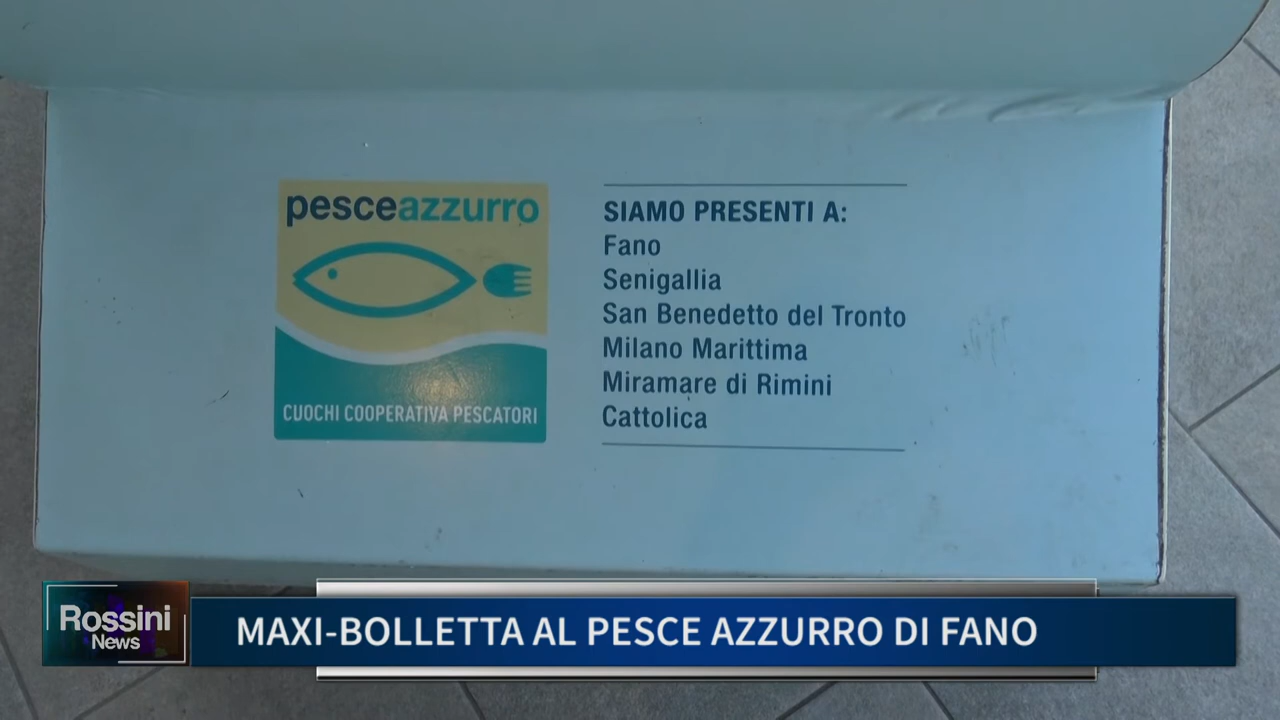 pesceazzurro
CUOCHI COOPERATIVA PESCATORI
SIAMO PRESENTI A:
Fano
Senigallia
San Benedetto del Tronto
Milano Marittima
Miramare di Rimini
Cattolica
Rossini
News
MAXI-BOLLETTA AL PESCE AZZURRO DI FANO